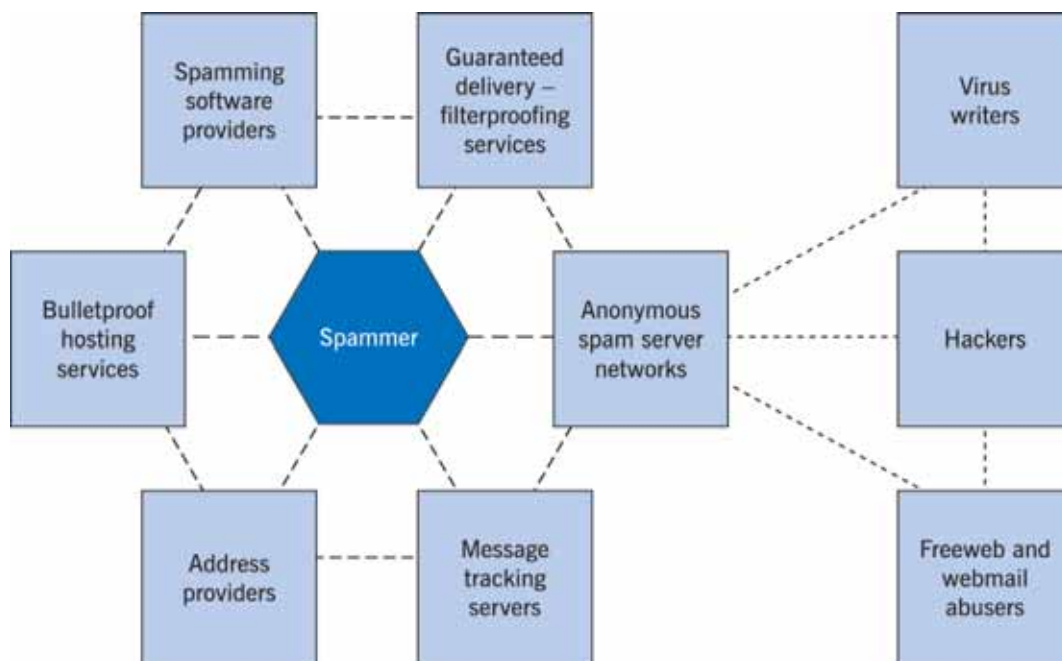 Spamming
software
providers
Guaranteed
delivery –
filterproofing
services
Virus
writers
Bulletproof
hosting
services
Spammer
Anonymous
spam server
networks
Hackers
Address
providers
Message
tracking
servers
Freeweb and
webmail
abusers